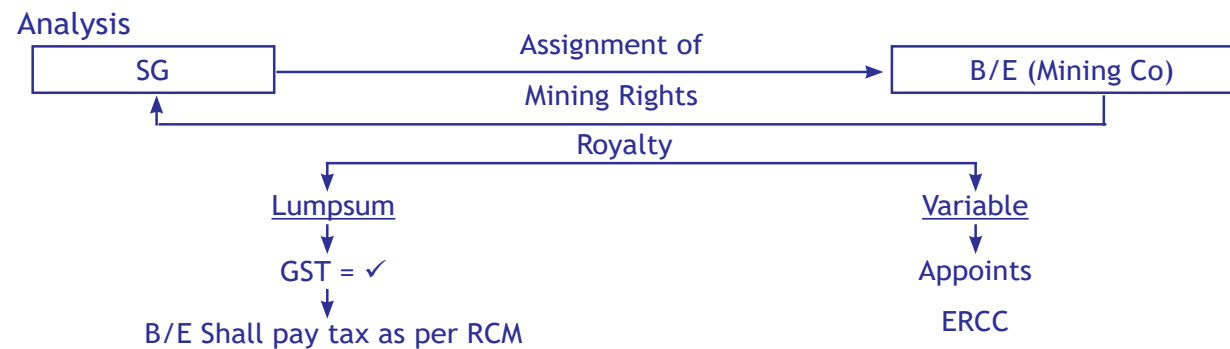 Analysis
SG
Assignment of
Mining Rights
B/E (Mining Co)
Royalty
Lumpsum
GST = ✓
B/E Shall pay tax as per RCM
Variable
Appoints
ERCC